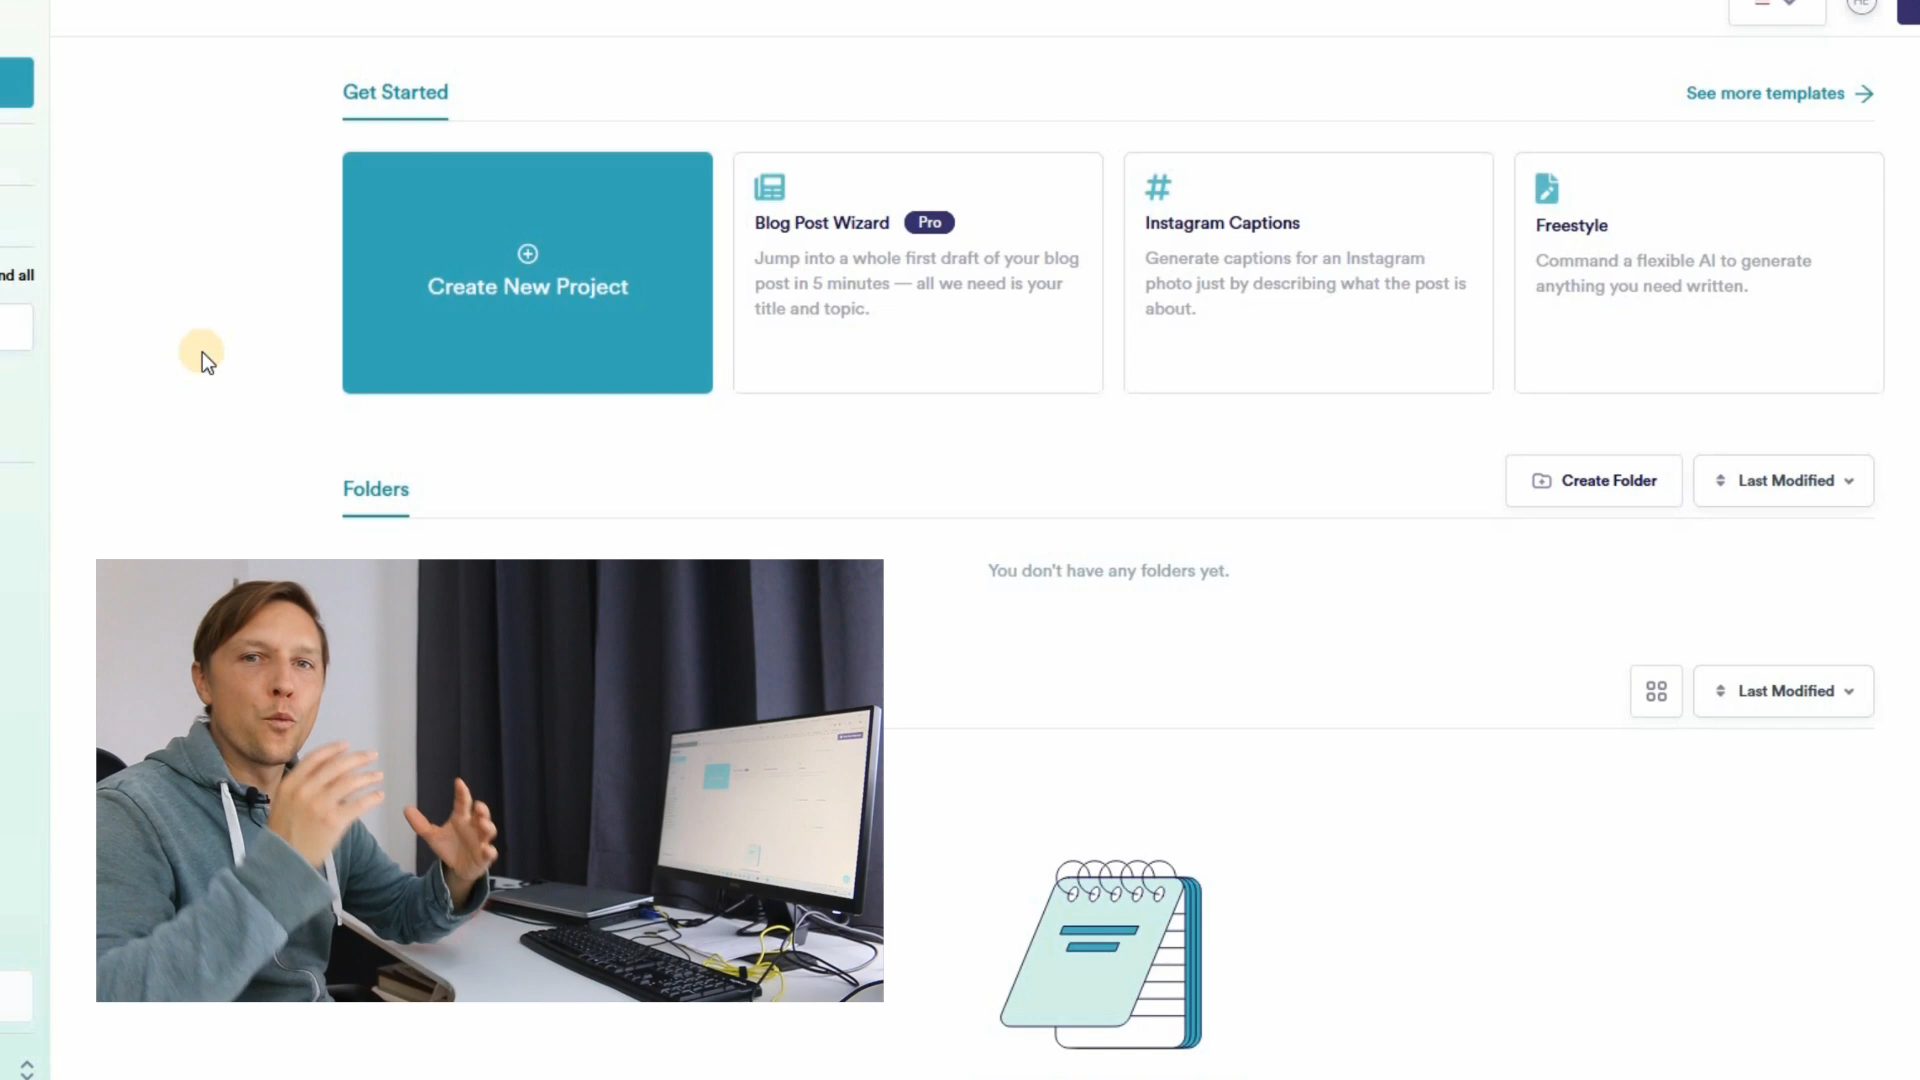 Get Started
See more templates
Create New Project
Blog Post Wizard Pro
Jump into a whole first draft of your blog
post in 5 minutes — all we need is your
title and topic.
Instagram Captions
Generate captions for an Instagram
photo just by describing what the post is
about.
Freestyle
Command a flexible AI to generate
anything you need written.
nd all
Folders
Create Folder
Last Modified
You don't have any folders yet.
Last Modified